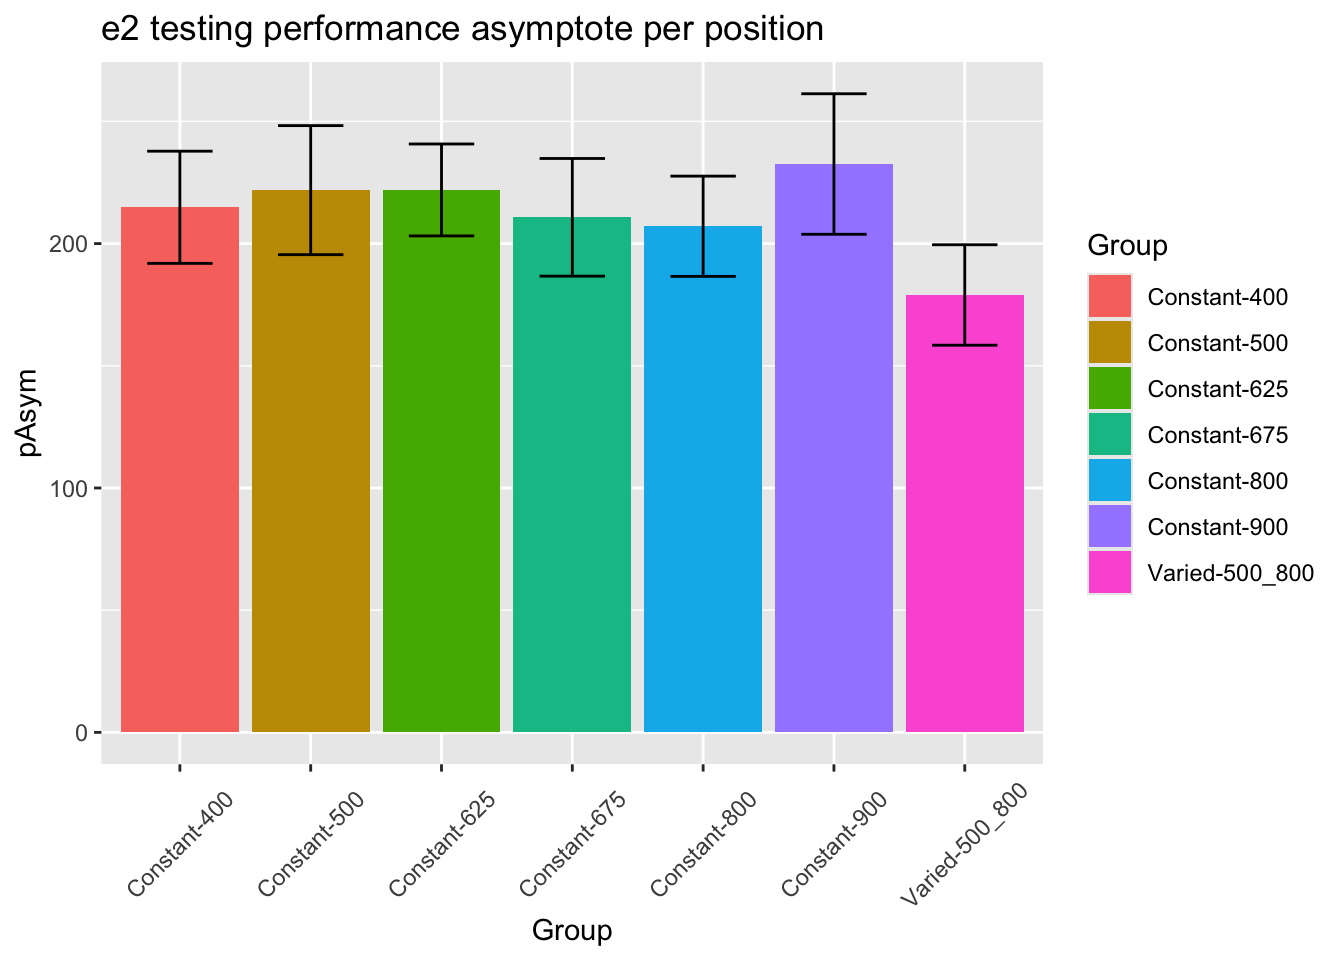 e2 testing performance asymptote per position
pAsym
200
100
0
Constant-400
Constant-500
Constant-625
Constant-675
Constant-800
Constant-900
Varied-500_800
Group
Group
Constant-400
Constant-500
Constant-625
Constant-675
Constant-800
Constant-900
Varied-500_800